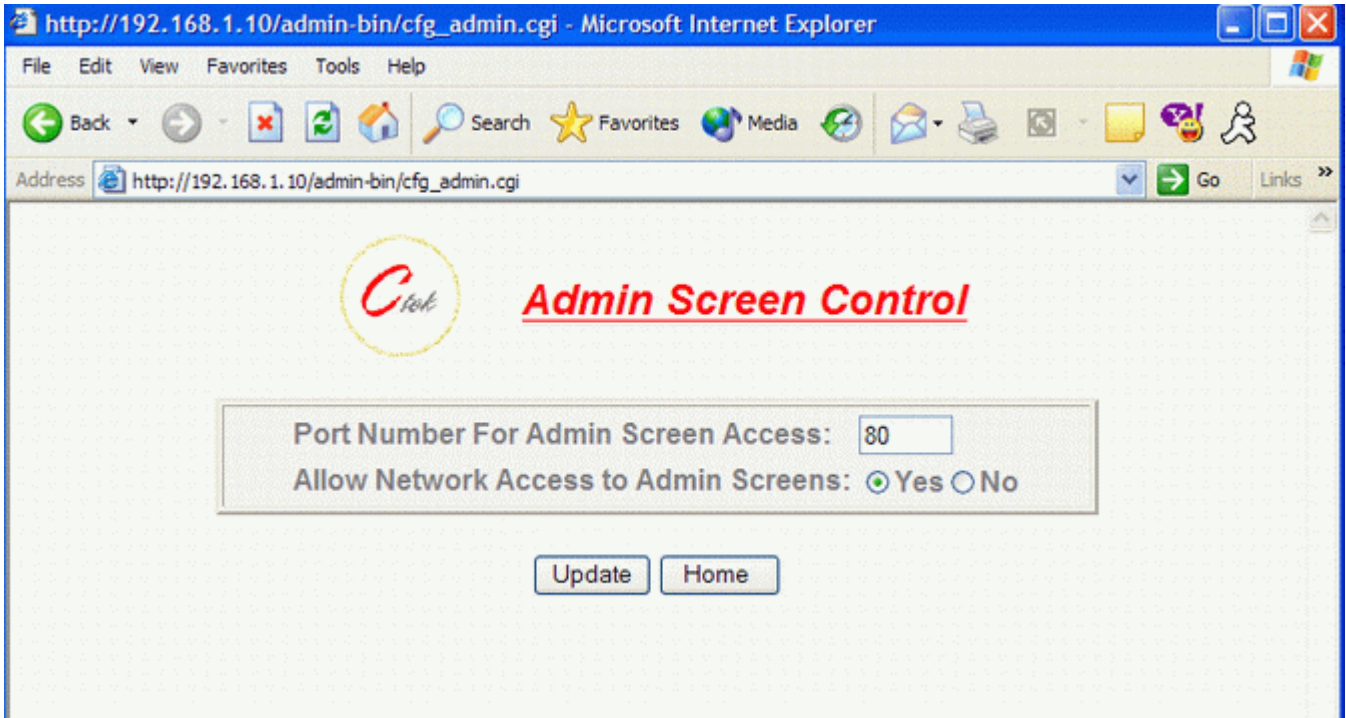 http://192.168.1.10/admin-bin/cfg_admin.cgi - Microsoft Internet Explorer
File Edit View Favorites Tools Help
Back Search Favorites Media
Address http://192.168.1.10/admin-bin/cfg_admin.cgi Go Links »
Ctek
Admin Screen Control
Port Number For Admin Screen Access: 80
Allow Network Access to Admin Screens: Yes No
Update Home